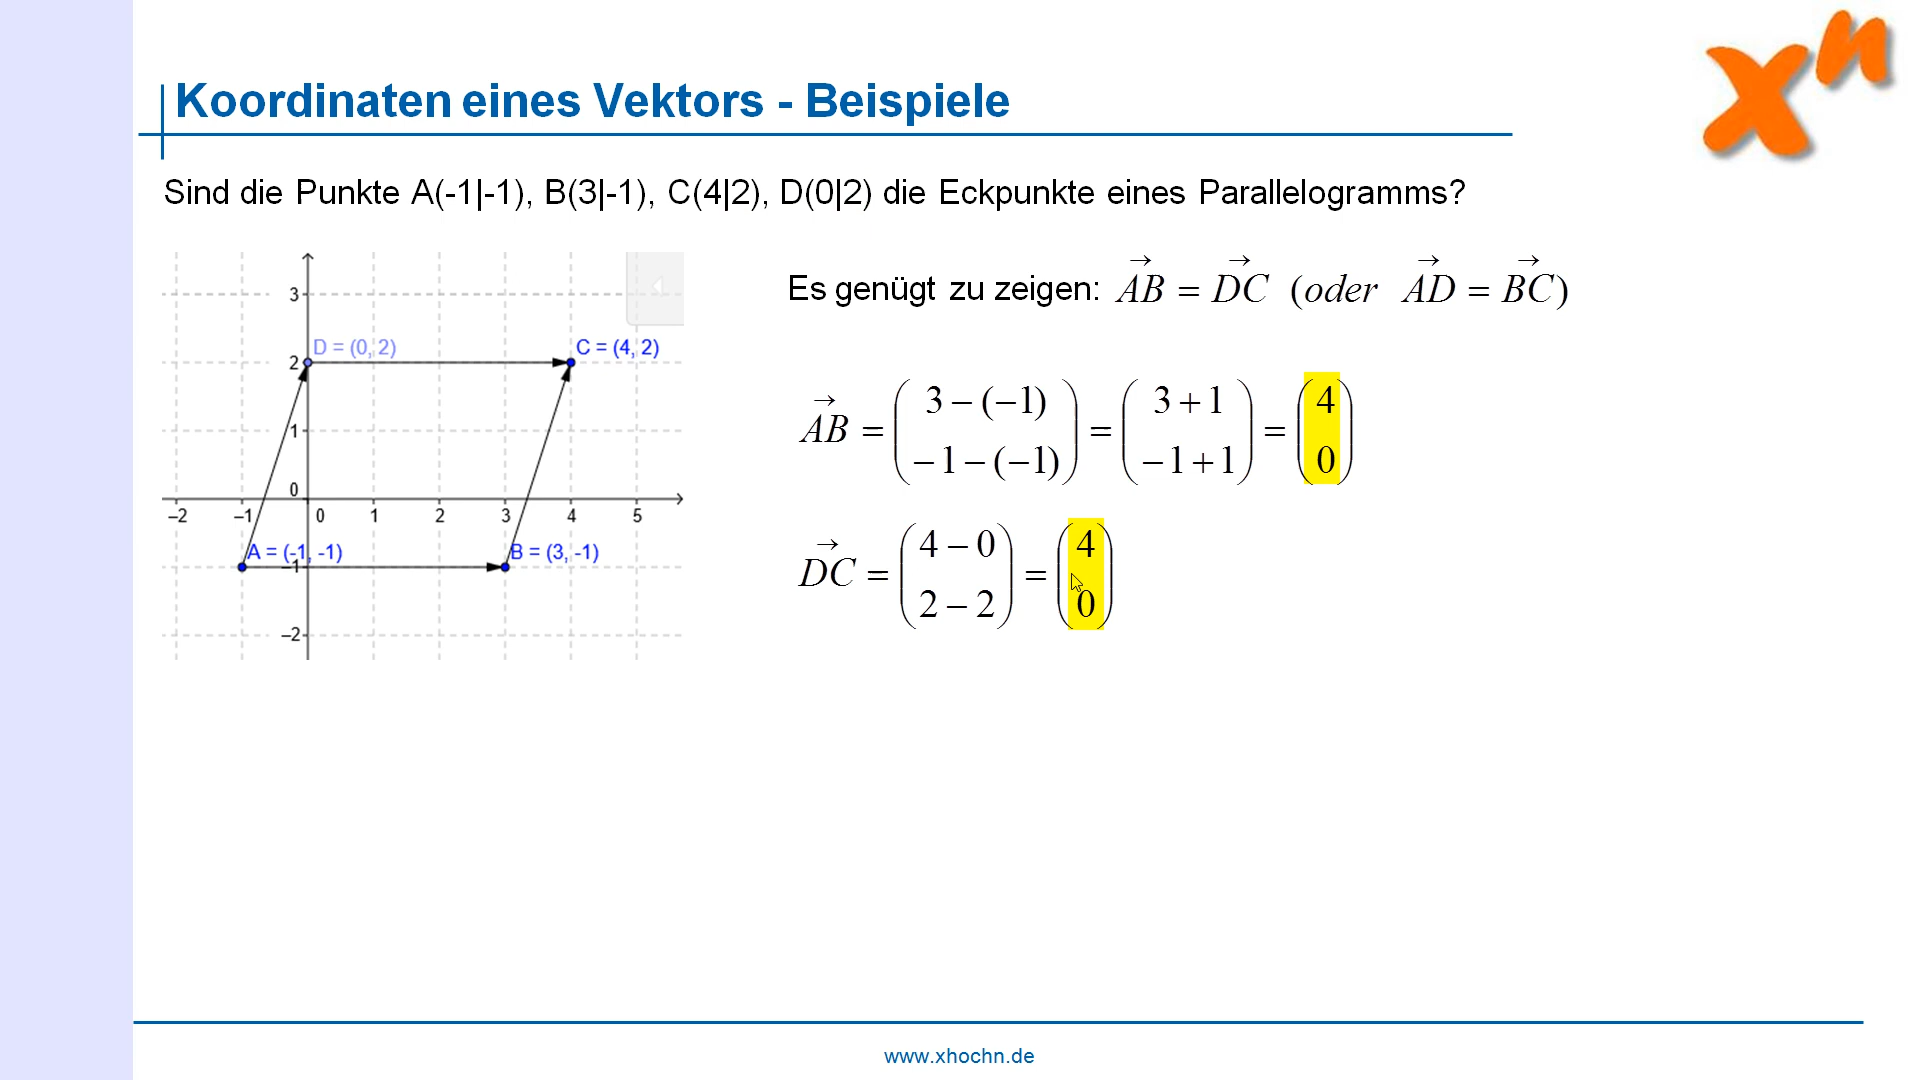 Koordinaten eines Vektors - Beispiele
xn
Sind die Punkte A(-1|-1), B(3|-1), C(4|2), D(0|2) die Eckpunkte eines Parallelogramms?
3
D = (0, 2)
C = (4, 2)
2
1
0
–2 –1 0 1 2 3 4 5
A = (-1, -1)
B = (3, -1)
–1
–2
Es genügt zu zeigen: →AB = →DC (oder →AD = →BC)
→AB = (3 − (−1) / −1 − (−1)) = (3 + 1 / −1 + 1) = (4 / 0)
→DC = (4 − 0 / 2 − 2) = (4 / 0)
www.xhochn.de